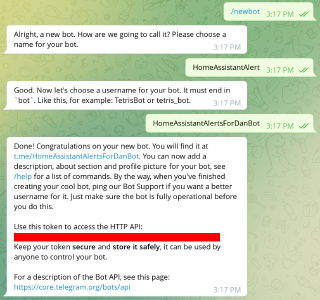 /newbot 3:17 PM
Alright, a new bot. How are we going to call it? Please choose a
name for your bot.
3:17 PM
HomeAssistantAlert 3:17 PM
Good. Now let's choose a username for your bot. It must end in
`bot`. Like this, for example: TetrisBot or tetris_bot.
3:17 PM
HomeAssistantAlertsForDanBot 3:17 PM
Done! Congratulations on your new bot. You will find it at
t.me/HomeAssistantAlertsForDanBot. You can now add a
description, about section and profile picture for your bot, see
/help for a list of commands. By the way, when you've finished
creating your cool bot, ping our Bot Support if you want a better
username for it. Just make sure the bot is fully operational before
you do this.
Use this token to access the HTTP API:
Keep your token secure and store it safely, it can be used by
anyone to control your bot.
For a description of the Bot API, see this page:
https://core.telegram.org/bots/api
3:17 PM